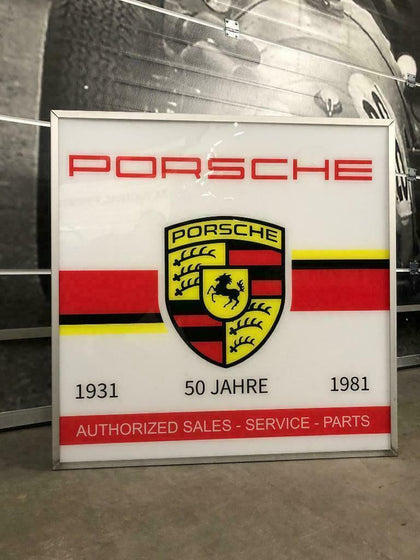 PORSCHE
PORSCHE
1931 50 JAHRE 1981
AUTHORIZED SALES - SERVICE - PARTS